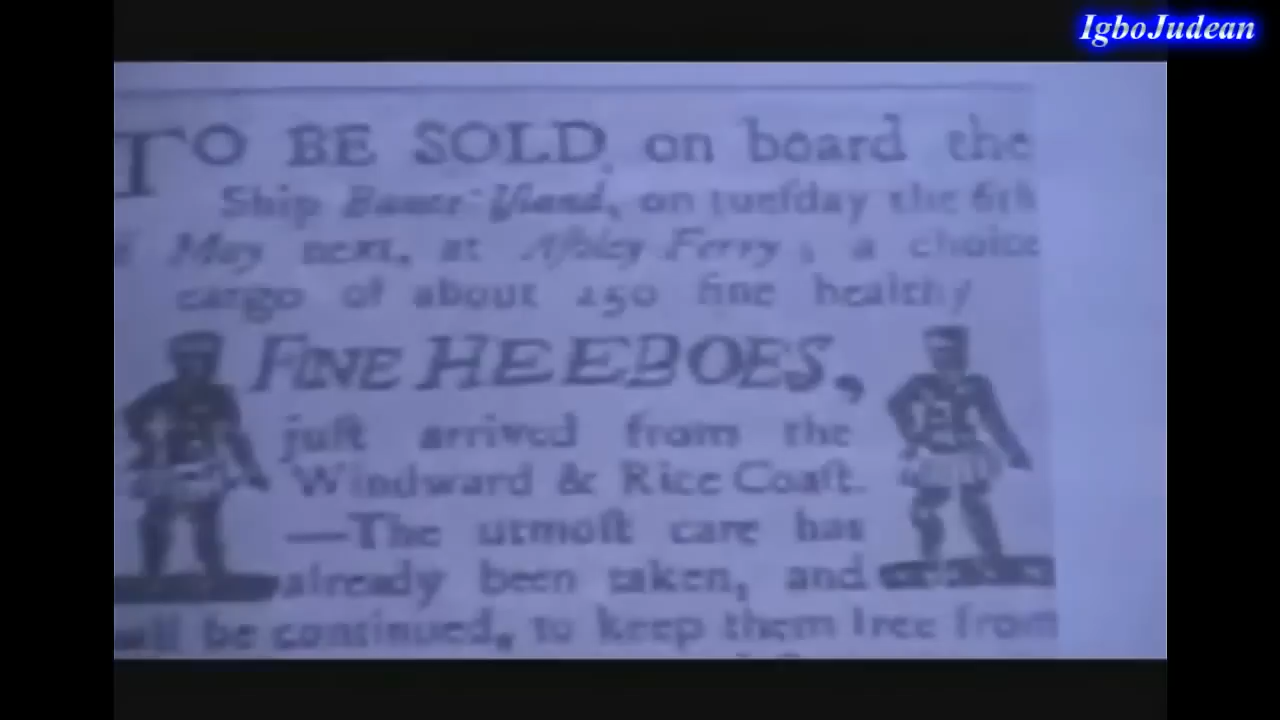 IgboJudean
TO BE SOLD, on board the
Ship Bance-Yland, on tueſday the 6th
May next, at Aſhley Ferry, a choice
cargo of about 250 fine healthy
FINE HEEBOES,
juſt arrived from the
Windward & Rice Coaſt.
—The utmoſt care has
already been taken, and
will be continued, to keep them free from